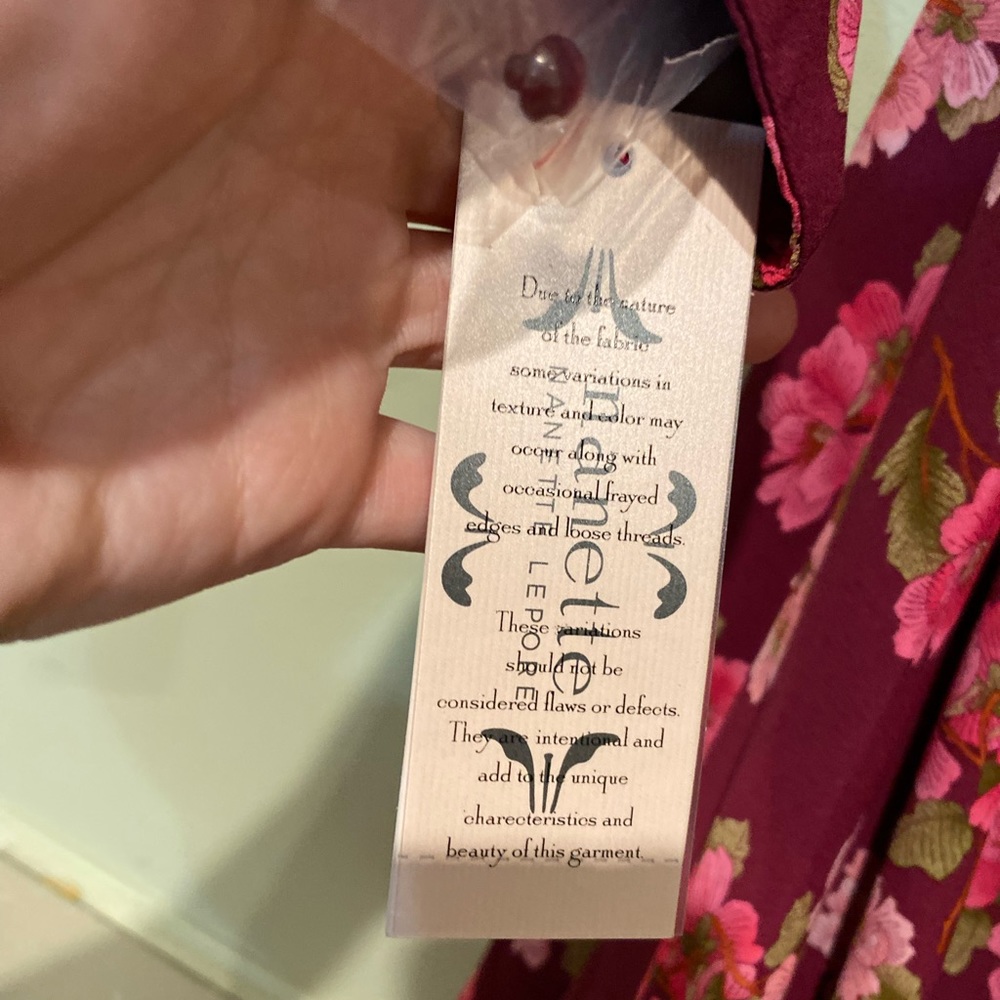 Due to the nature
of the fabric
some variations in
texture and color may
occur along with
occasional frayed
edges and loose threads.
These variations
should not be
considered flaws or defects.
They are intentional and
add to the unique
charecteristics and
beauty of this garment.
nanette
NANETTE LEPORE